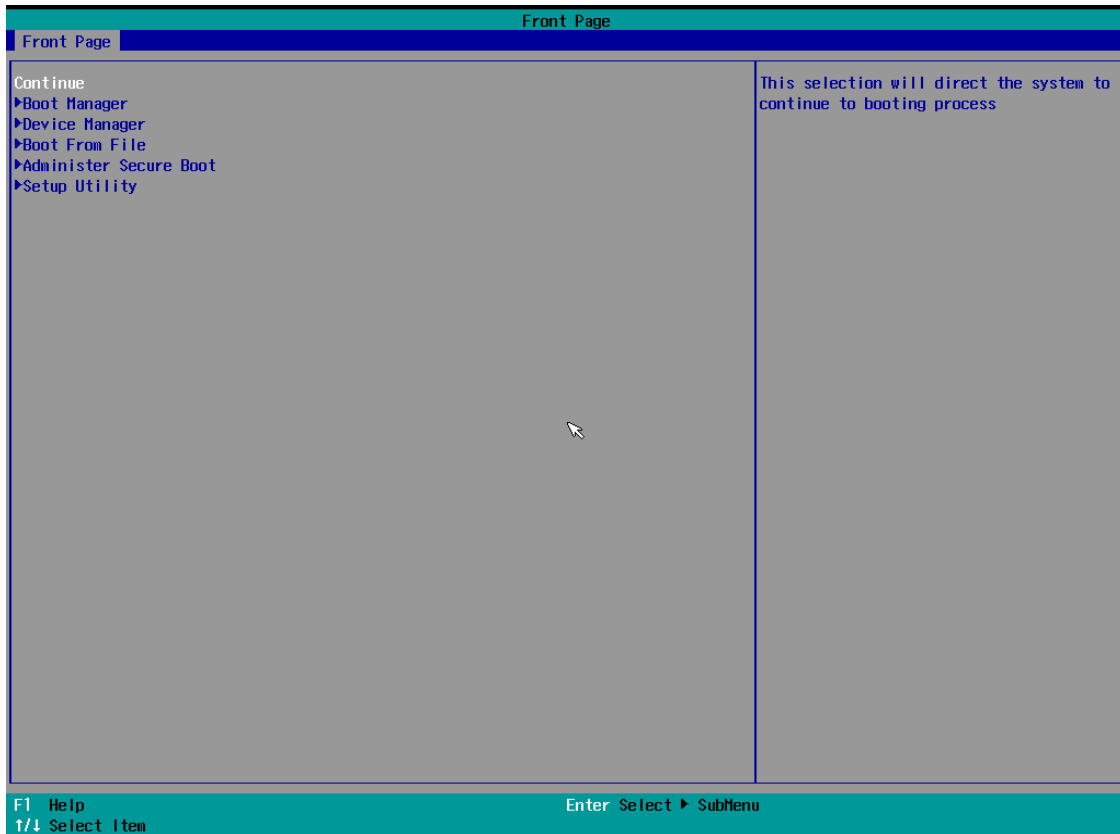 Front Page
Front Page
Continue
▶Boot Manager
▶Device Manager
▶Boot From File
▶Administer Secure Boot
▶Setup Utility
This selection will direct the system to
continue to booting process
F1 Help
Enter Select ▶ SubMenu
↑/↓ Select Item